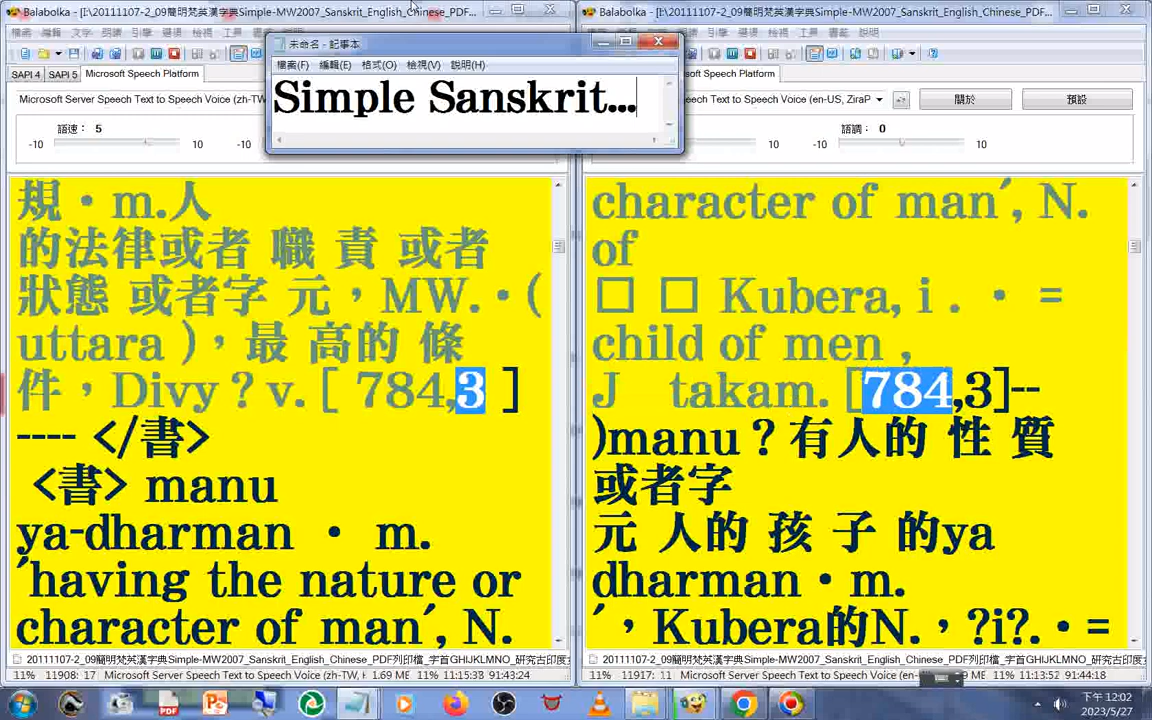 Balabolka - [I:\20111107-2_09簡明梵英漢字典Simple-MW2007_Sanskrit_English_Chinese_PDF...
Balabolka - [I:\20111107-2_09簡明梵英漢字典Simple-MW2007_Sanskrit_English_Chinese_PDF...
未命名 - 記事本
檔案(F) 編輯(E) 格式(O) 檢視(V) 說明(H)
Simple Sanskrit...
SAPI 4 SAPI 5 Microsoft Speech Platform
Microsoft Server Speech Text to Speech Voice (zh-TW,
語速： 5
-10 10 -10
規・m.人
的法律或者 職 責 或者
狀態 或者字 元，MW.・(
uttara )，最 高的 條
件，Divy？v. [ 784,3 ]
---- </書>
<書> manu
ya-dharman ・ m.
´having the nature or
character of man´, N.
20111107-2_09簡明梵英漢字典Simple-MW2007_Sanskrit_English_Chinese_PDF列印檔_字首GHIJKLMNO_研究古印度
11% 11908: 17 Microsoft Server Speech Text to Speech Voice (zh-TW, 1.69 MB 11% 11:15:33 91:43:24
Speech Platform
ech Text to Speech Voice (en-US, ZiraP
關於 預設
語調： 0
10 -10 10
character of man´, N.
of
□ □ Kubera, i . ・ =
child of men ,
J takam. [784,3]--
)manu？有人的 性 質
或者字
元 人的 孩 子 的ya
dharman・m.
´，Kubera的N.，?i?.・=
20111107-2_09簡明梵英漢字典Simple-MW2007_Sanskrit_English_Chinese_PDF列印檔_字首GHIJKLMNO_研究古印度
11% 11917: 11 Microsoft Server Speech Text to Speech Voice (en-US, 11% 11:13:52 91:44:18
下午 12:02
2023/5/27